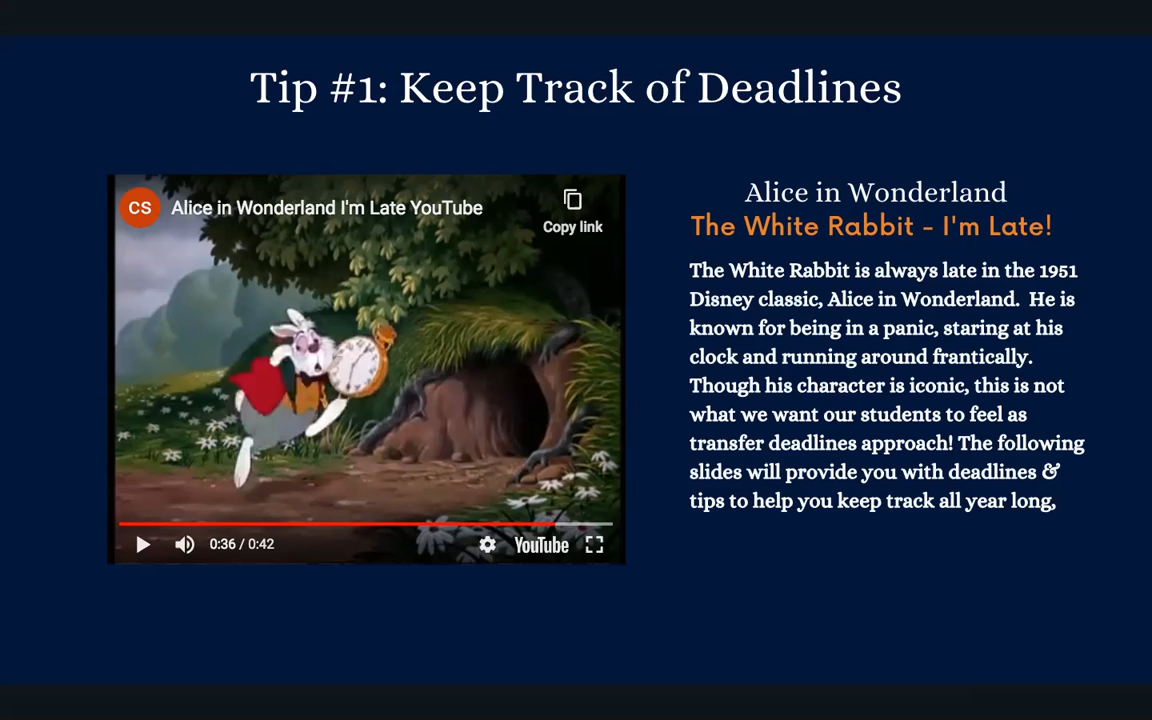 Tip #1: Keep Track of Deadlines
CS
Alice in Wonderland I'm Late YouTube
Copy link
0:36 / 0:42
YouTube
Alice in Wonderland
The White Rabbit - I'm Late!
The White Rabbit is always late in the 1951
Disney classic, Alice in Wonderland.  He is
known for being in a panic, staring at his
clock and running around frantically.
Though his character is iconic, this is not
what we want our students to feel as
transfer deadlines approach! The following
slides will provide you with deadlines &
tips to help you keep track all year long,